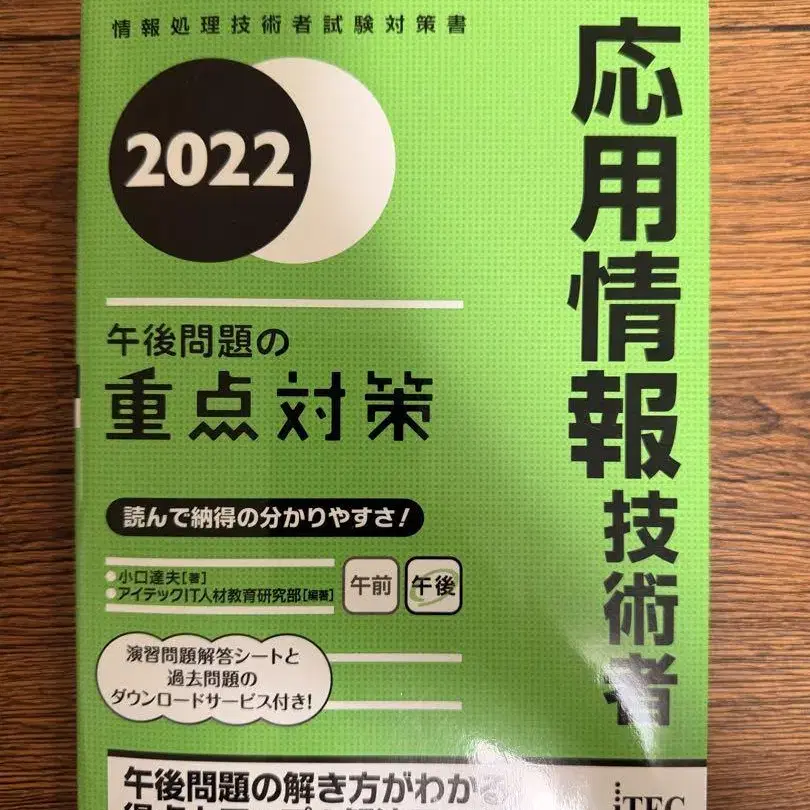 情報処理技術者試験対策書
2022
応用情報技術者
午後問題の
重点対策
読んで納得の分かりやすさ!
●小口達夫[著]
●アイテックIT人材教育研究部[編著]
午前
午後
演習問題解答シートと
過去問題の
ダウンロードサービス付き!
午後問題の解き方がわかる
iTEC